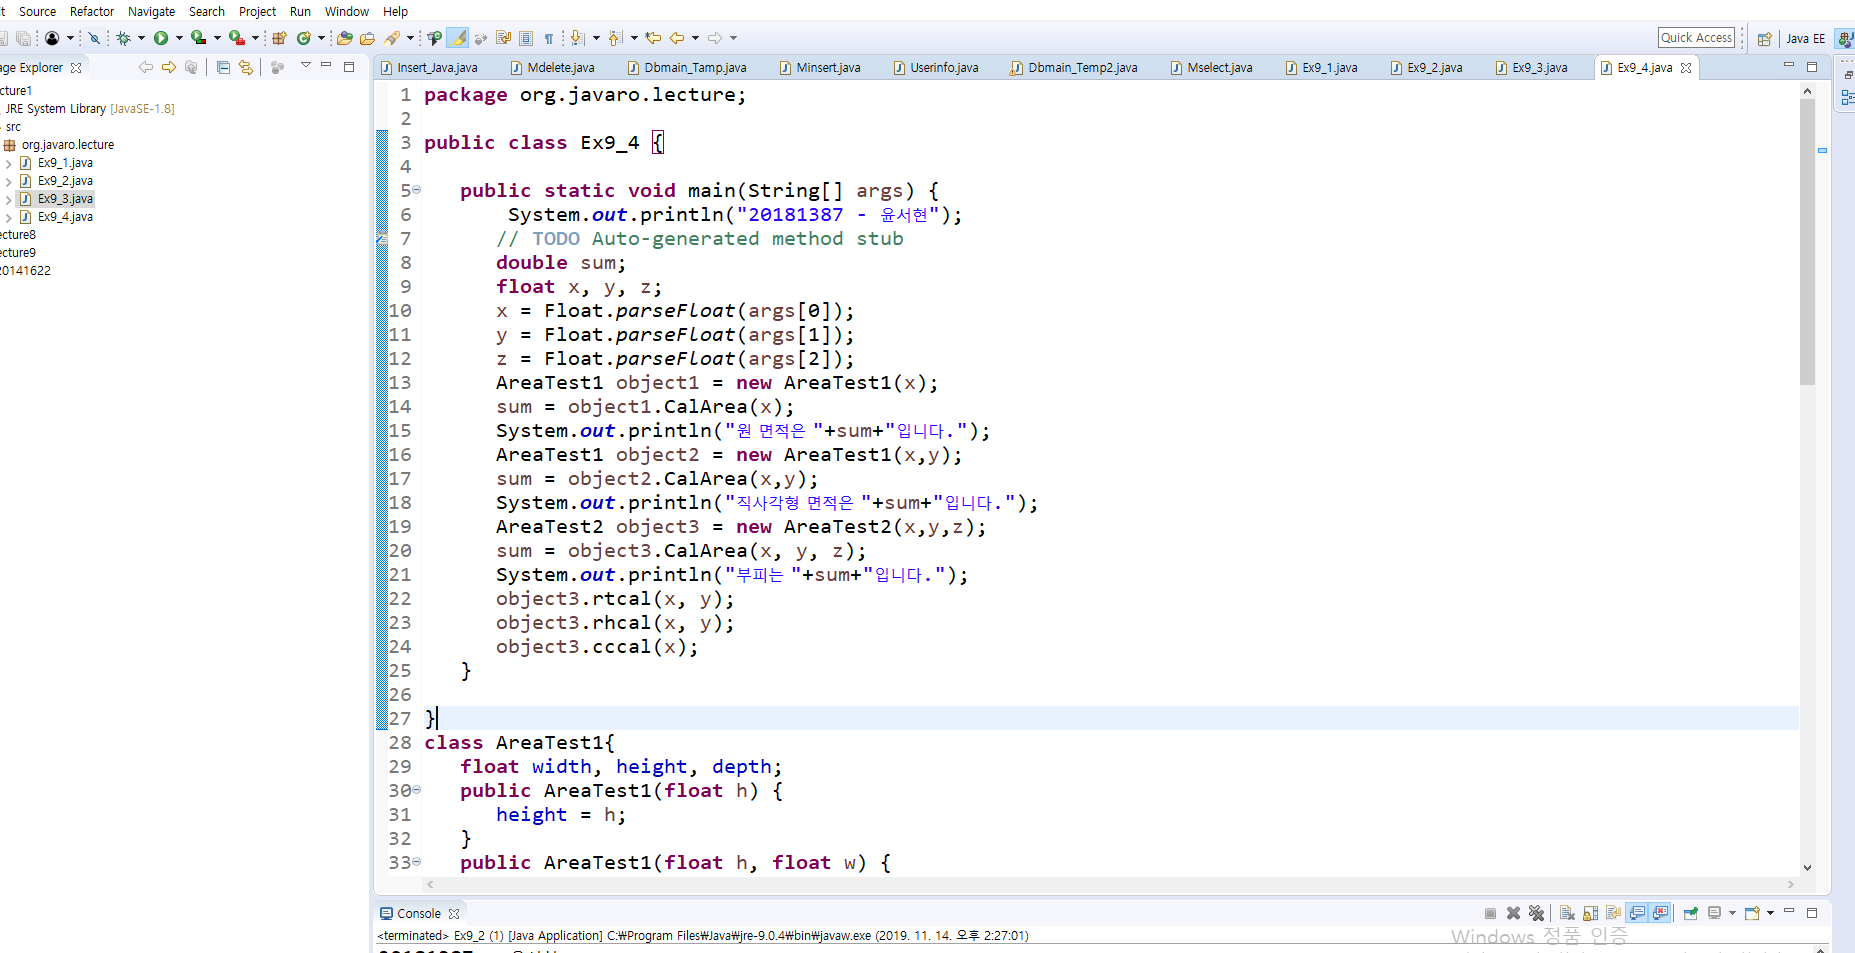 Source Refactor Navigate Search Project Run Window Help
Quick Access
Java EE
age Explorer
Insert_Java.java Mdelete.java Dbmain_Tamp.java Minsert.java Userinfo.java Dbmain_Temp2.java Mselect.java Ex9_1.java Ex9_2.java Ex9_3.java Ex9_4.java
cture1
JRE System Library [JavaSE-1.8]
src
org.javaro.lecture
Ex9_1.java
Ex9_2.java
Ex9_3.java
Ex9_4.java
ecture8
ecture9
20141622
1 package org.javaro.lecture;
2
3 public class Ex9_4 {
4
5 public static void main(String[] args) {
6 System.out.println("20181387 - 윤서현");
7 // TODO Auto-generated method stub
8 double sum;
9 float x, y, z;
10 x = Float.parseFloat(args[0]);
11 y = Float.parseFloat(args[1]);
12 z = Float.parseFloat(args[2]);
13 AreaTest1 object1 = new AreaTest1(x);
14 sum = object1.CalArea(x);
15 System.out.println("원 면적은 "+sum+"입니다.");
16 AreaTest1 object2 = new AreaTest1(x,y);
17 sum = object2.CalArea(x,y);
18 System.out.println("직사각형 면적은 "+sum+"입니다.");
19 AreaTest2 object3 = new AreaTest2(x,y,z);
20 sum = object3.CalArea(x, y, z);
21 System.out.println("부피는 "+sum+"입니다.");
22 object3.rtcal(x, y);
23 object3.rhcal(x, y);
24 object3.cccal(x);
25 }
26
27 }
28 class AreaTest1{
29 float width, height, depth;
30 public AreaTest1(float h) {
31 height = h;
32 }
33 public AreaTest1(float h, float w) {
Console
<terminated> Ex9_2 (1) [Java Application] C:₩Program Files₩Java₩jre-9.0.4₩bin₩javaw.exe (2019. 11. 14. 오후 2:27:01)
Windows 정품 인증